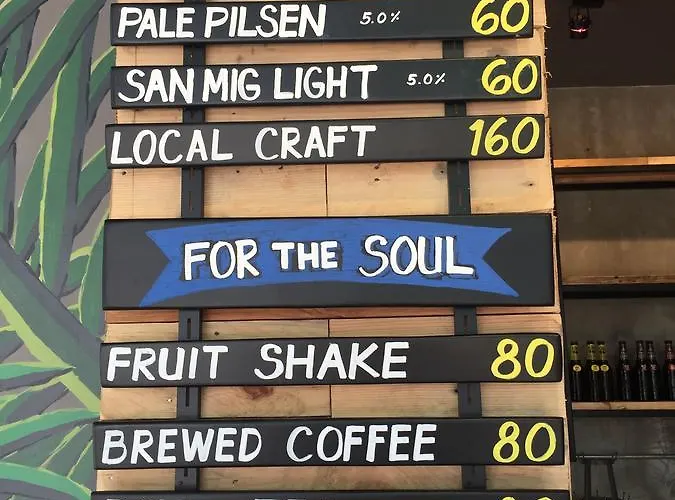 PALE PILSEN 5.0% 60
SAN MIG LIGHT 5.0% 60
LOCAL CRAFT 160
FOR THE SOUL
FRUIT SHAKE 80
BREWED COFFEE 80